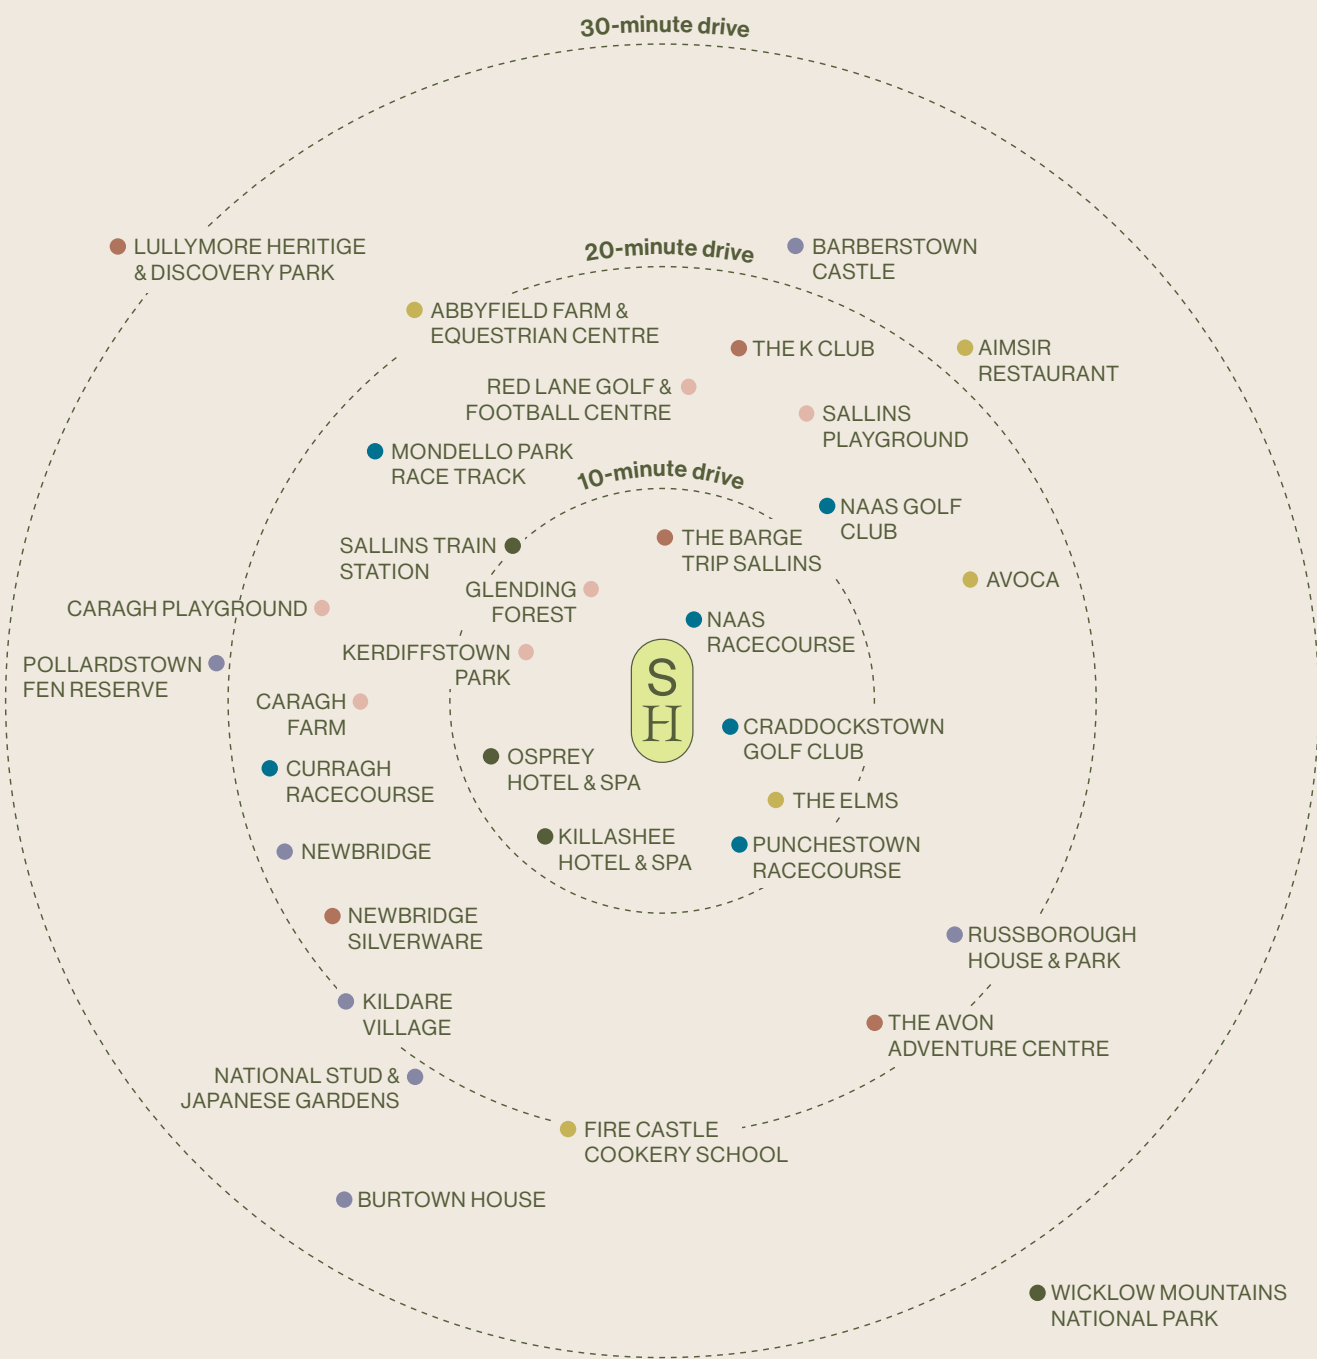 30-minute drive
LULLYMORE HERITIGE
& DISCOVERY PARK
20-minute drive
BARBERSTOWN
CASTLE
ABBYFIELD FARM &
EQUESTRIAN CENTRE
THE K CLUB
AIMSIR
RESTAURANT
RED LANE GOLF &
FOOTBALL CENTRE
SALLINS
PLAYGROUND
MONDELLO PARK
RACE TRACK
10-minute drive
NAAS GOLF
CLUB
SALLINS TRAIN
STATION
THE BARGE
TRIP SALLINS
GLENDING
FOREST
AVOCA
CARAGH PLAYGROUND
NAAS
RACECOURSE
KERDIFFSTOWN
PARK
POLLARDSTOWN
FEN RESERVE
S
H
CARAGH
FARM
CRADDOCKSTOWN
GOLF CLUB
OSPREY
HOTEL & SPA
CURRAGH
RACECOURSE
THE ELMS
KILLASHEE
HOTEL & SPA
PUNCHESTOWN
RACECOURSE
NEWBRIDGE
NEWBRIDGE
SILVERWARE
RUSSBOROUGH
HOUSE & PARK
KILDARE
VILLAGE
THE AVON
ADVENTURE CENTRE
NATIONAL STUD &
JAPANESE GARDENS
FIRE CASTLE
COOKERY SCHOOL
BURTOWN HOUSE
WICKLOW MOUNTAINS
NATIONAL PARK